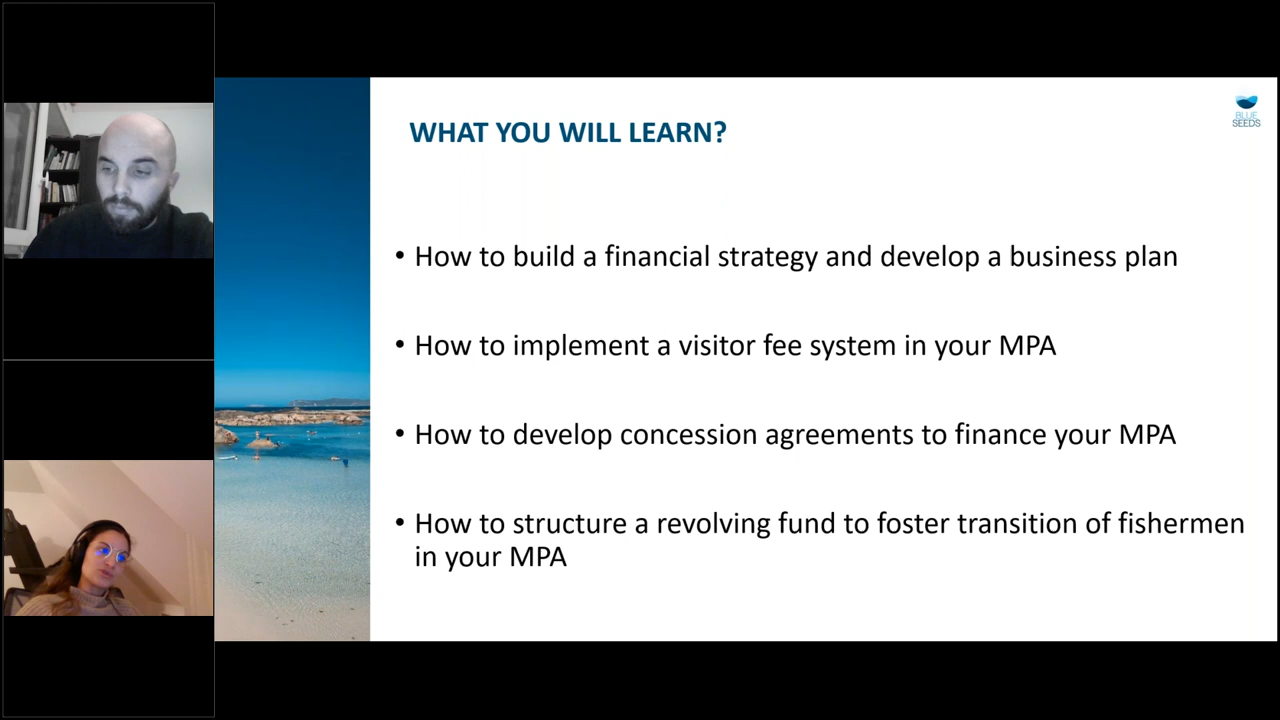 WHAT YOU WILL LEARN?
BLUE
SEEDS
• How to build a financial strategy and develop a business plan
• How to implement a visitor fee system in your MPA
• How to develop concession agreements to finance your MPA
• How to structure a revolving fund to foster transition of fishermen
in your MPA